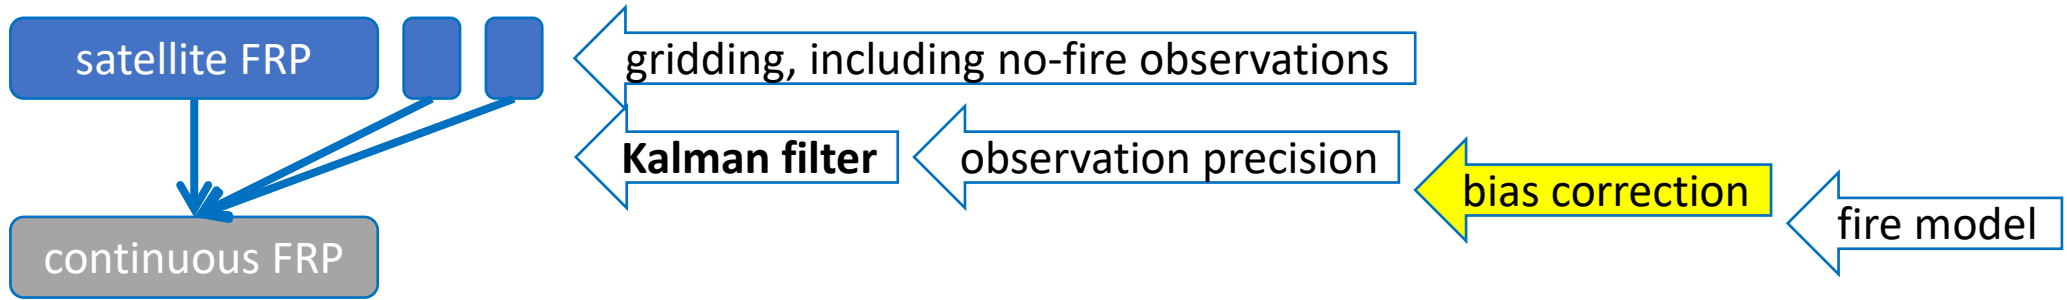 satellite FRP
gridding, including no-fire observations
Kalman filter
observation precision
bias correction
fire model
continuous FRP